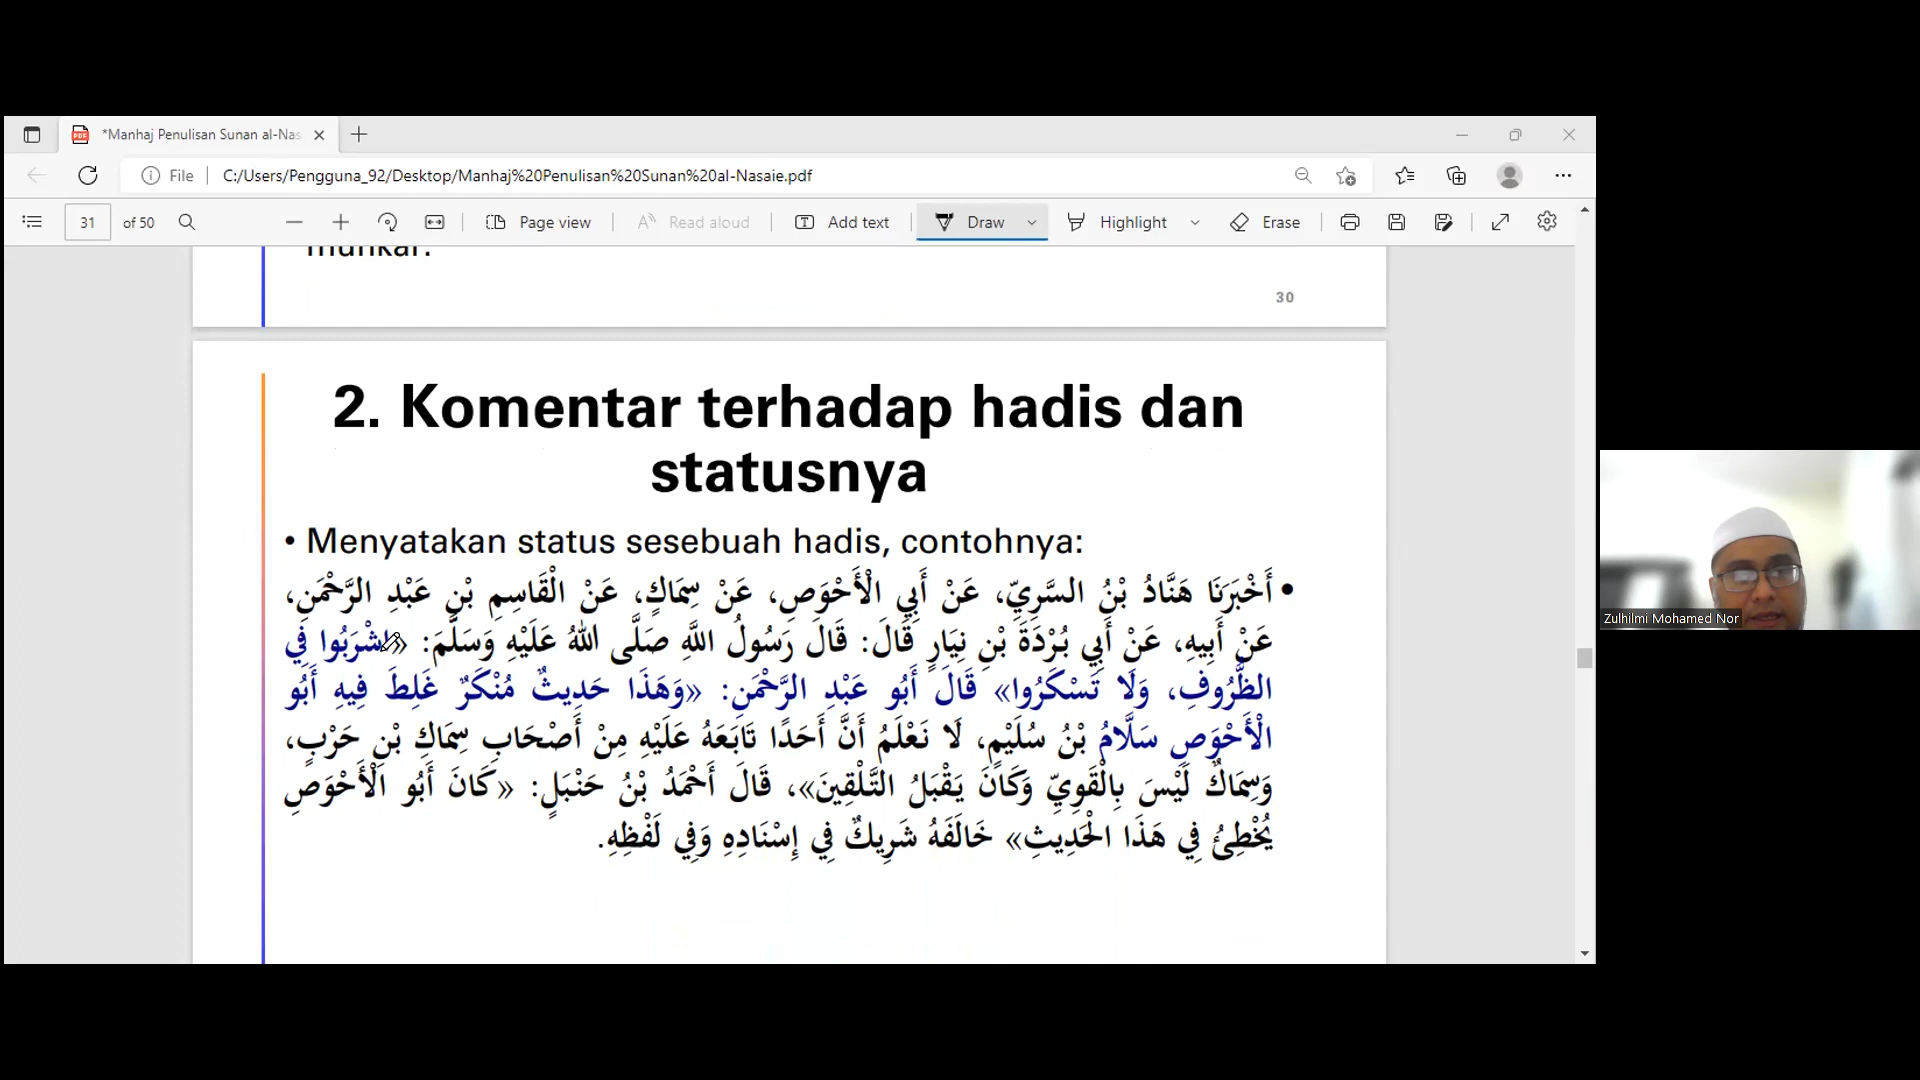 *Manhaj Penulisan Sunan al-Nas
File
C:/Users/Pengguna_92/Desktop/Manhaj%20Penulisan%20Sunan%20al-Nasaie.pdf
31 of 50
Page view
Read aloud
Add text
Draw
Highlight
Erase
munkar.
30
2. Komentar terhadap hadis dan
statusnya
• Menyatakan status sesebuah hadis, contohnya:
• أَخْبَرَنَا هَنَّادُ بْنُ السَّرِيِّ، عَنْ أَبِي الْأَحْوَصِ، عَنْ سِمَاكٍ، عَنْ الْقَاسِمِ بْنِ عَبْدِ الرَّحْمَنِ،
عَنْ أَبِيهِ، عَنْ أَبِي بُرْدَةَ بْنِ نِيَارٍ قَالَ: قَالَ رَسُولُ اللَّهِ صَلَّى اللهُ عَلَيْهِ وَسَلَّمَ: «اشْرَبُوا فِي
الظُّرُوفِ، وَلَا تَسْكَرُوا» قَالَ أَبُو عَبْدِ الرَّحْمَنِ: «وَهَذَا حَدِيثٌ مُنْكَرٌ غَلِطَ فِيهِ أَبُو
الْأَحْوَصِ سَلَّامُ بْنُ سُلَيْمٍ، لَا نَعْلَمُ أَنَّ أَحَدًا تَابَعَهُ عَلَيْهِ مِنْ أَصْحَابِ سِمَاكِ بْنِ حَرْبٍ،
وَسِمَاكٌ لَيْسَ بِالْقَوِيِّ وَكَانَ يَقْبَلُ التَّلْقِينَ»، قَالَ أَحْمَدُ بْنُ حَنْبَلٍ: «كَانَ أَبُو الْأَحْوَصِ
يُخْطِئُ فِي هَذَا الْحَدِيثِ» خَالَفَهُ شَرِيكٌ فِي إِسْنَادِهِ وَفِي لَفْظِهِ.
Zulhilmi Mohamed Nor